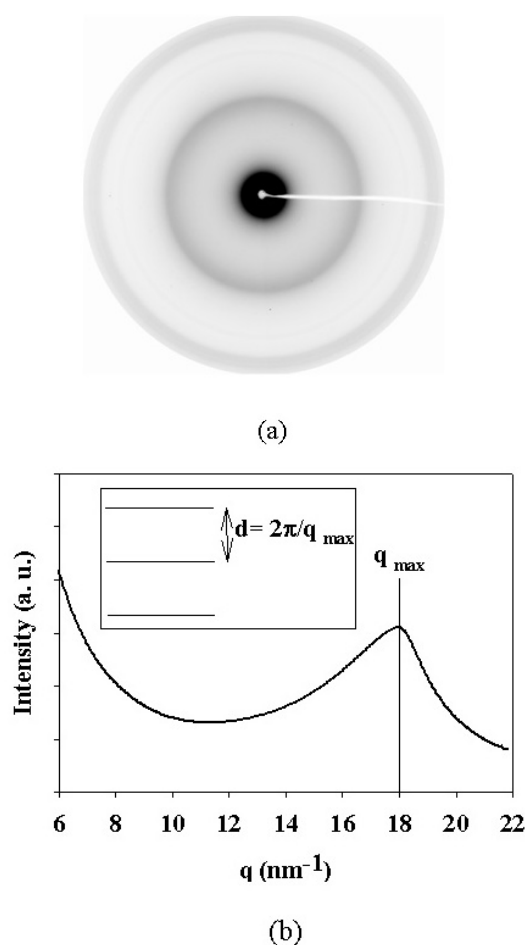 (a)
d= 2π/q max
q max
Intensity (a. u.)
6 8 10 12 14 16 18 20 22
q (nm⁻¹)
(b)